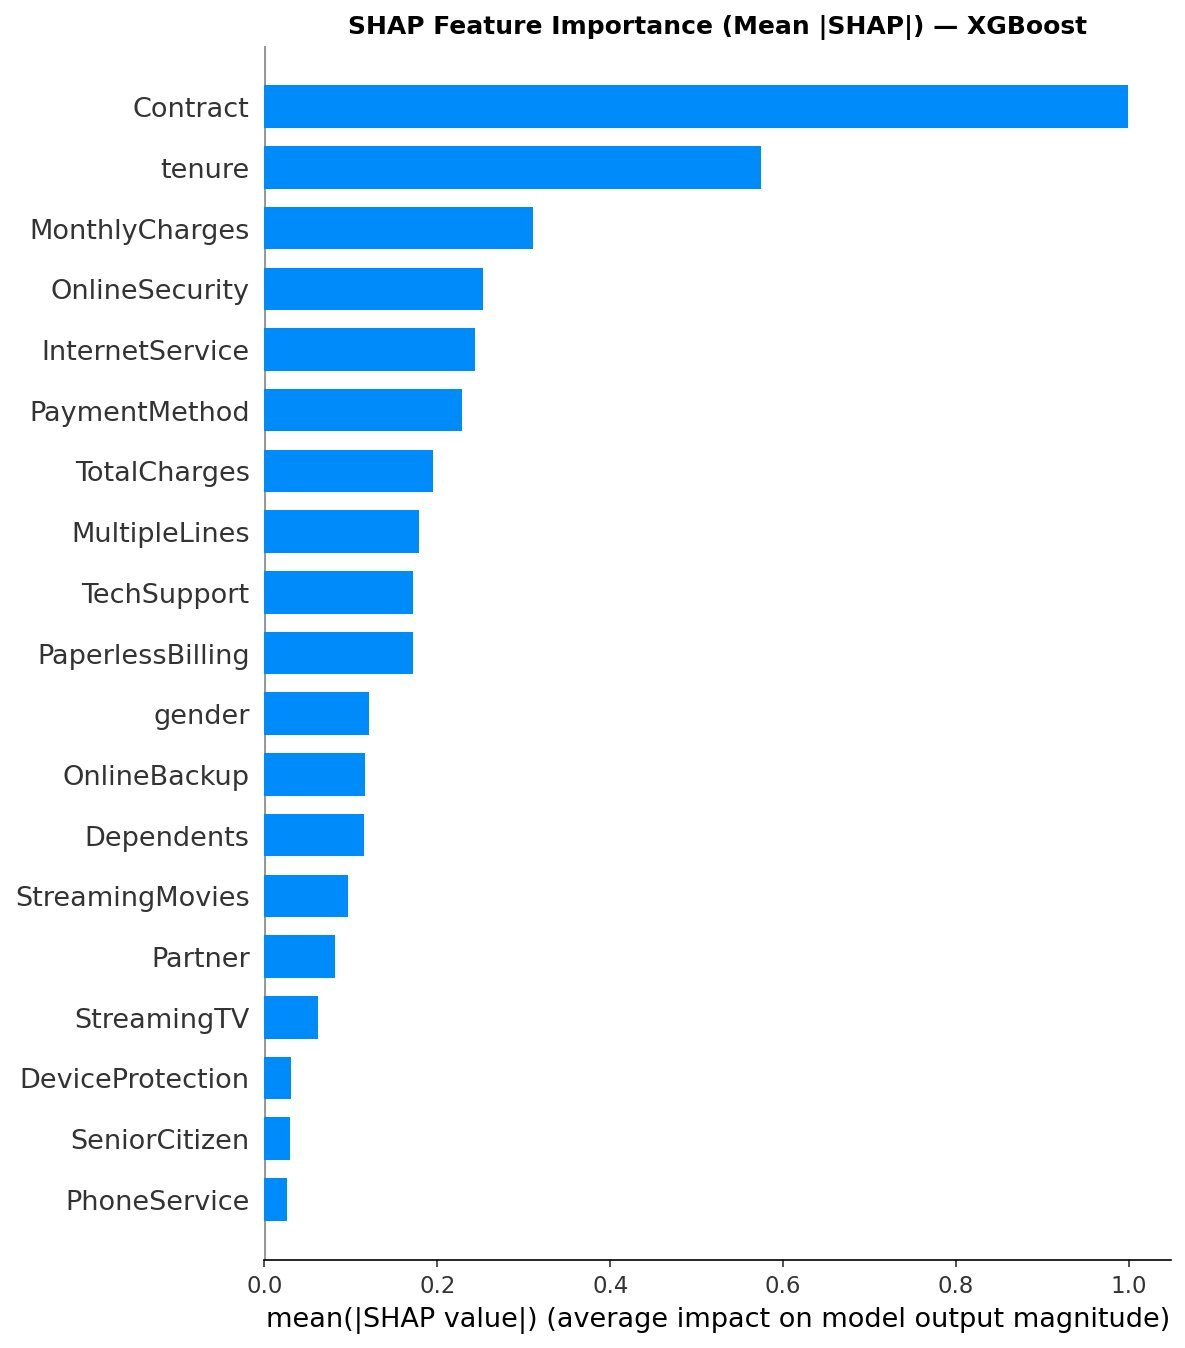 SHAP Feature Importance (Mean |SHAP|) — XGBoost
Contract
tenure
MonthlyCharges
OnlineSecurity
InternetService
PaymentMethod
TotalCharges
MultipleLines
TechSupport
PaperlessBilling
gender
OnlineBackup
Dependents
StreamingMovies
Partner
StreamingTV
DeviceProtection
SeniorCitizen
PhoneService
0.0 0.2 0.4 0.6 0.8 1.0
mean(|SHAP value|) (average impact on model output magnitude)